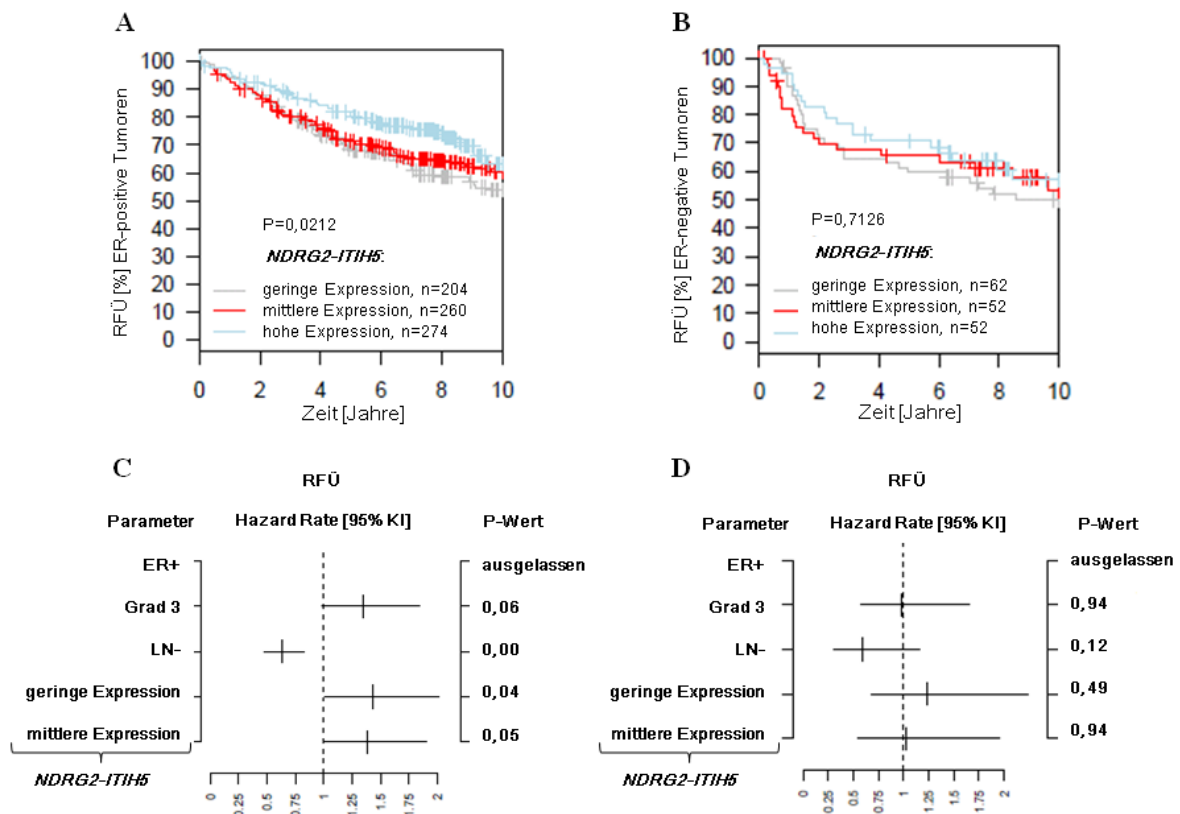 A
RFÜ [%] ER-positive Tumoren
100
90
80
70
60
50
40
30
20
10
0
P=0,0212
NDRG2-ITIH5:
geringe Expression, n=204
mittlere Expression, n=260
hohe Expression, n=274
0 2 4 6 8 10
Zeit [Jahre]
B
RFÜ [%] ER-negative Tumoren
100
90
80
70
60
50
40
30
20
10
0
P=0,7126
NDRG2-ITIH5:
geringe Expression, n=62
mittlere Expression, n=52
hohe Expression, n=52
0 2 4 6 8 10
Zeit [Jahre]
C
RFÜ
Parameter Hazard Rate [95% KI] P-Wert
ER+ ausgelassen
Grad 3 0,06
LN- 0,00
geringe Expression 0,04
mittlere Expression 0,05
NDRG2-ITIH5
0 0.25 0.5 0.75 1 1.25 1.5 1.75 2
D
RFÜ
Parameter Hazard Rate [95% KI] P-Wert
ER+ ausgelassen
Grad 3 0,94
LN- 0,12
geringe Expression 0,49
mittlere Expression 0,94
NDRG2-ITIH5
0 0.25 0.5 0.75 1 1.25 1.5 1.75 2